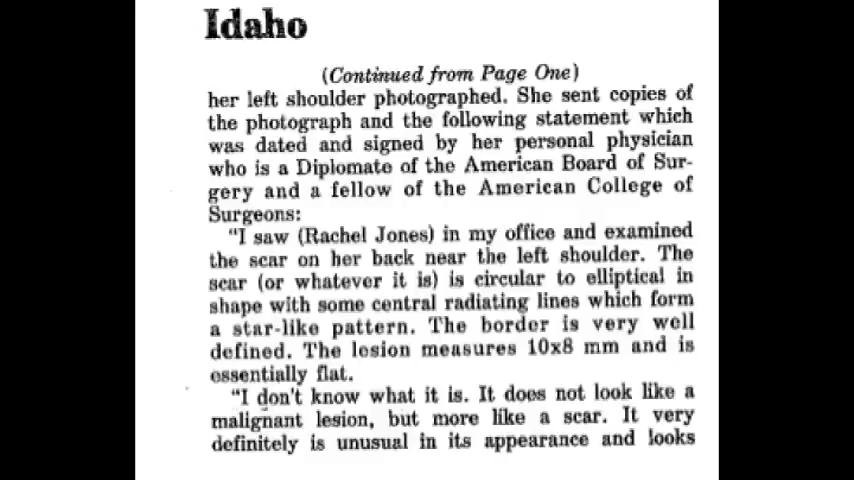 Idaho
(Continued from Page One)
her left shoulder photographed. She sent copies of
the photograph and the following statement which
was dated and signed by her personal physician
who is a Diplomate of the American Board of Sur-
gery and a fellow of the American College of
Surgeons:
"I saw (Rachel Jones) in my office and examined
the scar on her back near the left shoulder. The
scar (or whatever it is) is circular to elliptical in
shape with some central radiating lines which form
a star-like pattern. The border is very well
defined. The lesion measures 10x8 mm and is
essentially flat.
"I don't know what it is. It does not look like a
malignant lesion, but more like a scar. It very
definitely is unusual in its appearance and looks